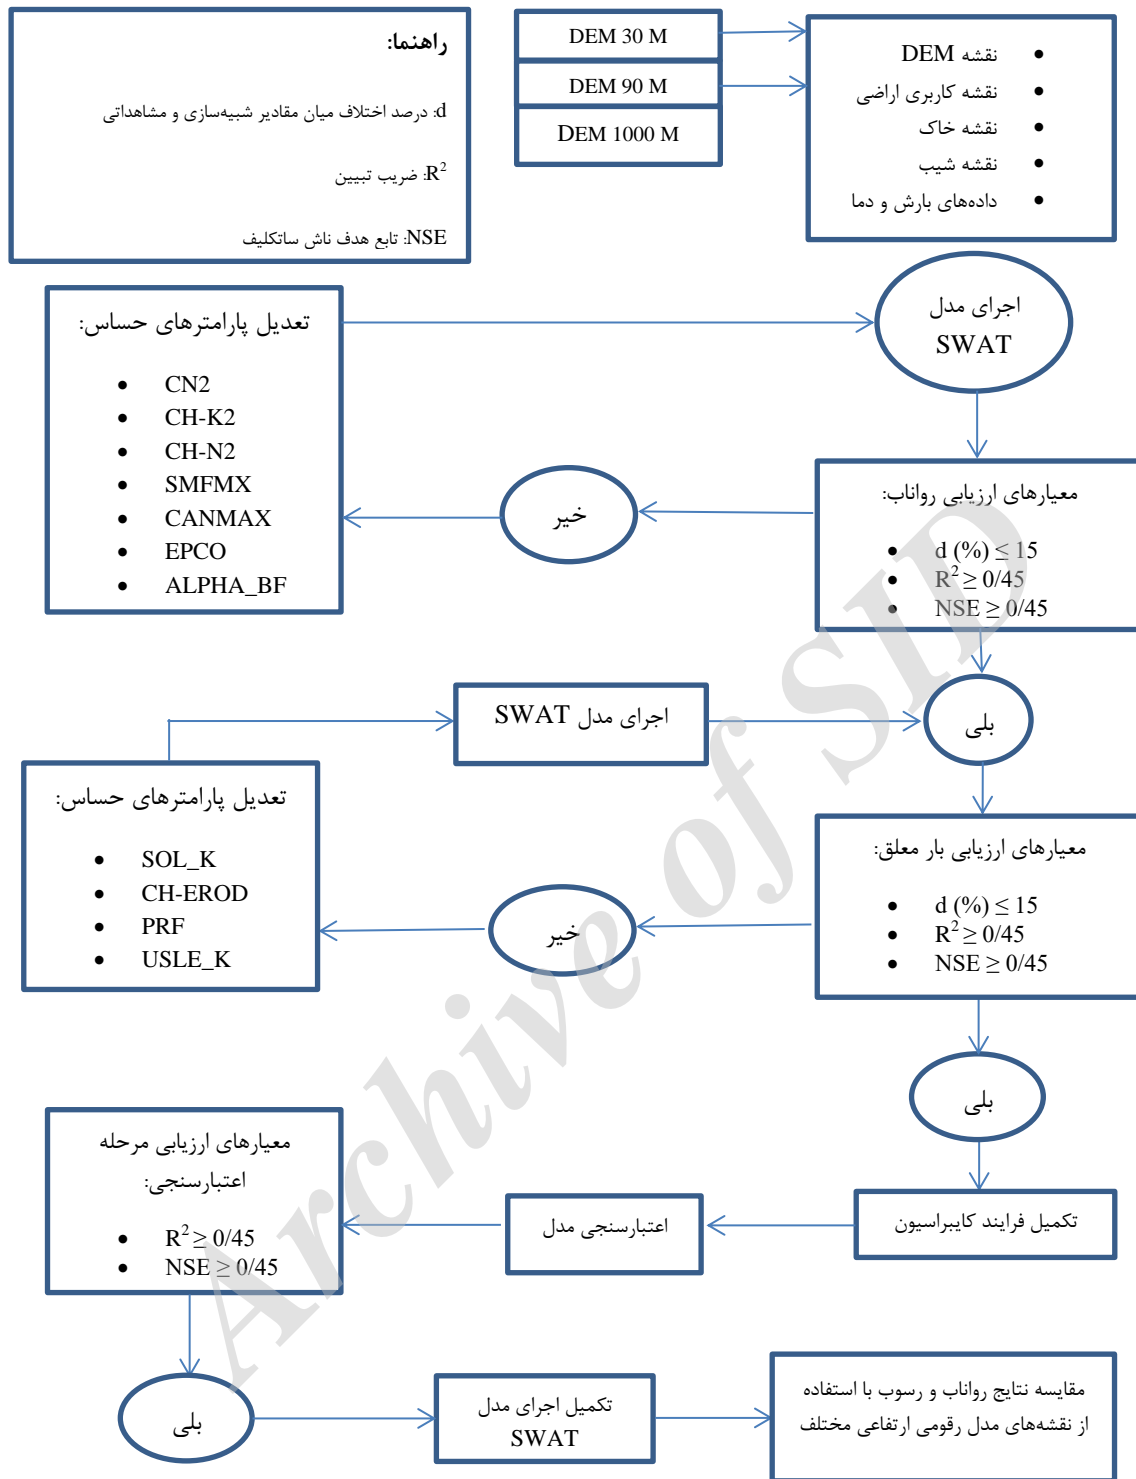 راهنما:
d: درصد اختلاف میان مقادیر شبیه‌سازی و مشاهداتی
R²: ضریب تبیین
NSE: تابع هدف ناش ساتکلیف
DEM 30 M
DEM 90 M
DEM 1000 M
• نقشه DEM
• نقشه کاربری اراضی
• نقشه خاک
• نقشه شیب
• داده‌های بارش و دما
اجرای مدل
SWAT
تعدیل پارامترهای حساس:
• CN2
• CH-K2
• CH-N2
• SMFMX
• CANMAX
• EPCO
• ALPHA_BF
خیر
معیارهای ارزیابی رواناب:
• d (%) ≤ 15
• R² ≥ 0/45
• NSE ≥ 0/45
بلی
اجرای مدل SWAT
تعدیل پارامترهای حساس:
• SOL_K
• CH-EROD
• PRF
• USLE_K
خیر
معیارهای ارزیابی بار معلق:
• d (%) ≤ 15
• R² ≥ 0/45
• NSE ≥ 0/45
بلی
تکمیل فرایند کایبراسیون
اعتبارسنجی مدل
معیارهای ارزیابی مرحله
اعتبارسنجی:
• R² ≥ 0/45
• NSE ≥ 0/45
بلی
تکمیل اجرای مدل
SWAT
مقایسه نتایج رواناب و رسوب با استفاده
از نقشه‌های مدل رقومی ارتفاعی مختلف
Archive of SID